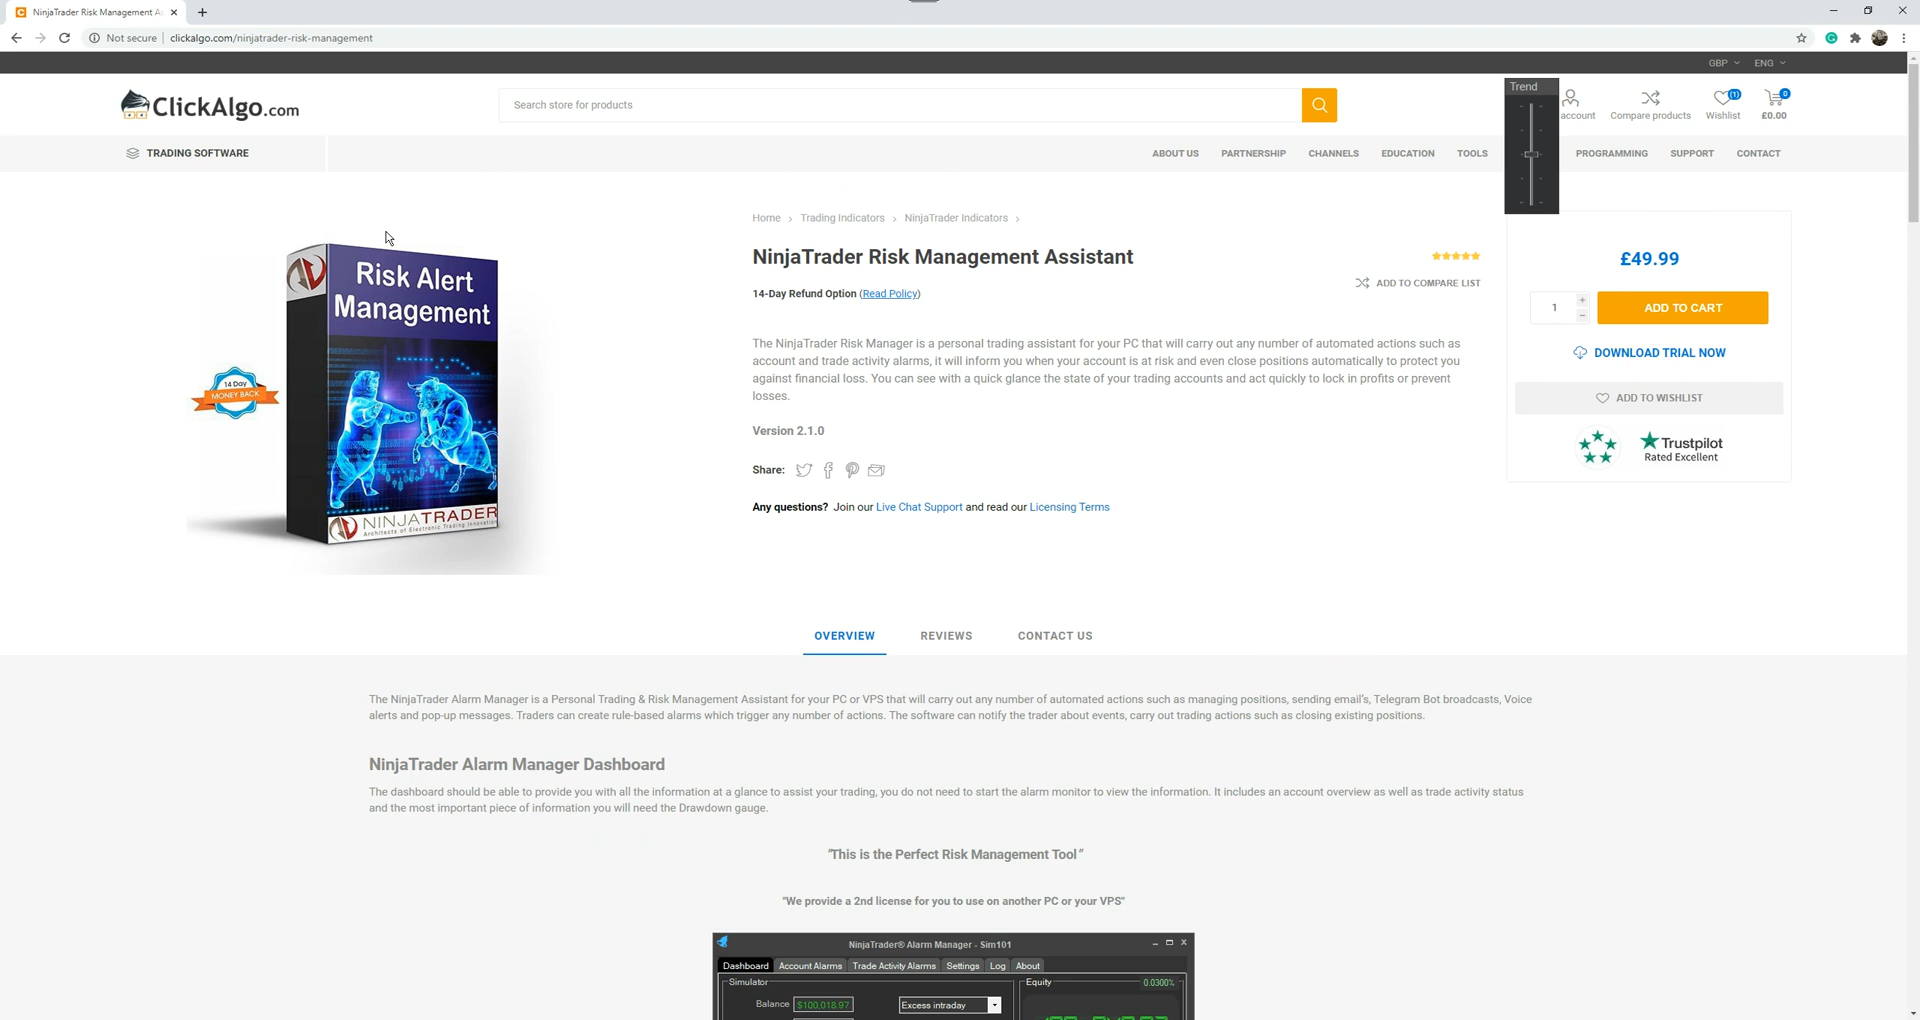 NinjaTrader Risk Management A
Not secure | clickalgo.com/ninjatrader-risk-management
GBP ENG
ClickAlgo.com
Search store for products
Trend
account
Compare products
(1)
Wishlist
0
£0.00
TRADING SOFTWARE
ABOUT US PARTNERSHIP CHANNELS EDUCATION TOOLS PROGRAMMING SUPPORT CONTACT
Home > Trading Indicators > NinjaTrader Indicators >
Risk Alert
Management
14 Day
MONEY BACK
NINJATRADER
Architects of Electronic Trading Innovation
NinjaTrader Risk Management Assistant
14-Day Refund Option (Read Policy)
ADD TO COMPARE LIST
The NinjaTrader Risk Manager is a personal trading assistant for your PC that will carry out any number of automated actions such as
account and trade activity alarms, it will inform you when your account is at risk and even close positions automatically to protect you
against financial loss. You can see with a quick glance the state of your trading accounts and act quickly to lock in profits or prevent
losses.
Version 2.1.0
Share:
Any questions? Join our Live Chat Support and read our Licensing Terms
£49.99
1
ADD TO CART
DOWNLOAD TRIAL NOW
ADD TO WISHLIST
Trustpilot
Rated Excellent
OVERVIEW REVIEWS CONTACT US
The NinjaTrader Alarm Manager is a Personal Trading & Risk Management Assistant for your PC or VPS that will carry out any number of automated actions such as managing positions, sending email's, Telegram Bot broadcasts, Voice
alerts and pop-up messages. Traders can create rule-based alarms which trigger any number of actions. The software can notify the trader about events, carry out trading actions such as closing existing positions.
NinjaTrader Alarm Manager Dashboard
The dashboard should be able to provide you with all the information at a glance to assist your trading, you do not need to start the alarm monitor to view the information. It includes an account overview as well as trade activity status
and the most important piece of information you will need the Drawdown gauge.
"This is the Perfect Risk Management Tool"
"We provide a 2nd license for you to use on another PC or your VPS"
NinjaTrader® Alarm Manager - Sim101
Dashboard Account Alarms Trade Activity Alarms Settings Log About
Simulator
Equity 0.0300%
Balance $100,018.97 Excess intraday